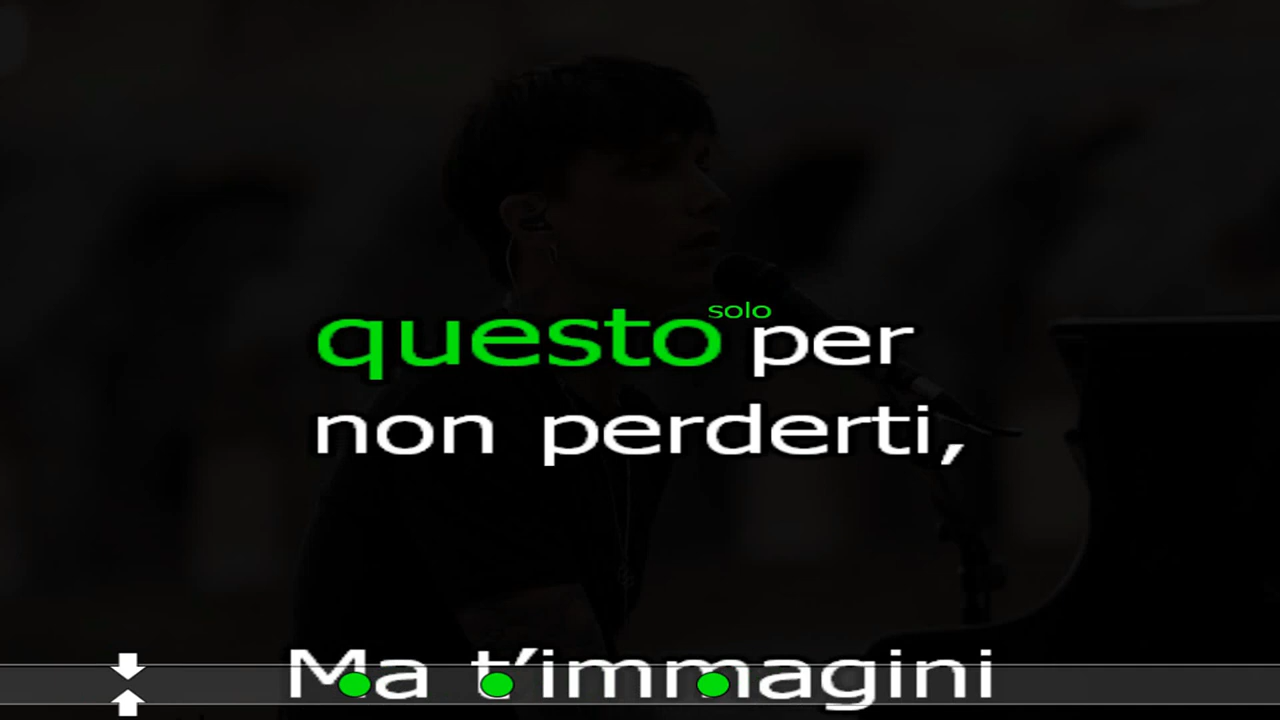 solo
questo per
non perderti,
Ma t’immagini